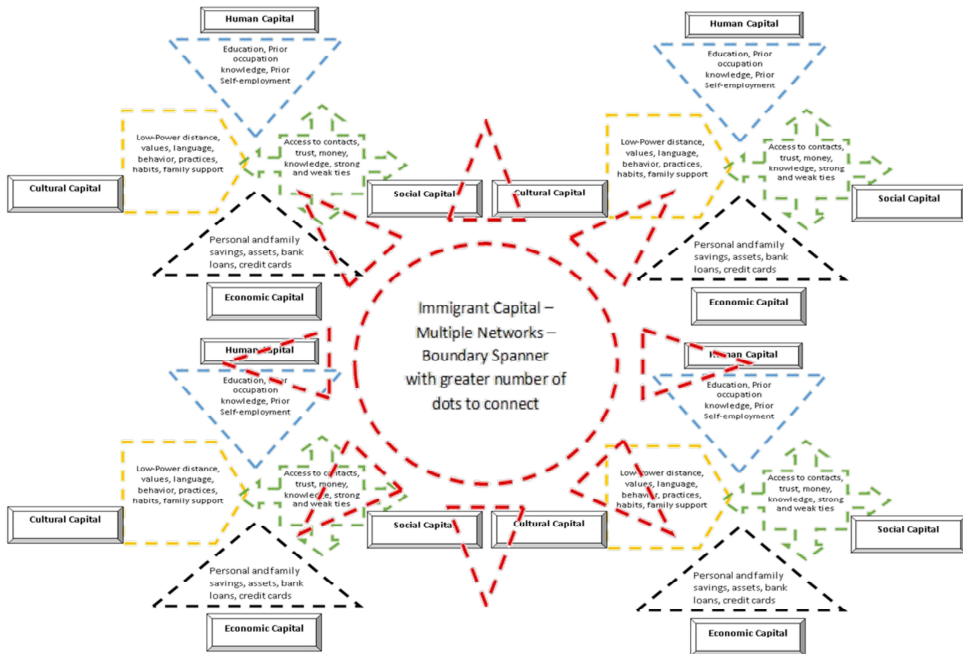 Human Capital
Education, Prior
occupation
knowledge, Prior
Self-employment
Low-Power distance,
values, language,
behavior, practices,
habits, family support
Access to contacts,
trust, money,
knowledge, strong
and weak ties
Cultural Capital
Social Capital
Personal and family
savings, assets, bank
loans, credit cards
Economic Capital
Human Capital
Education, Prior
occupation
knowledge, Prior
Self-employment
Low-Power distance,
values, language,
behavior, practices,
habits, family support
Access to contacts,
trust, money,
knowledge, strong
and weak ties
Cultural Capital
Social Capital
Personal and family
savings, assets, bank
loans, credit cards
Economic Capital
Immigrant Capital –
Multiple Networks –
Boundary Spanner
with greater number of
dots to connect
Human Capital
Education, Prior
occupation
knowledge, Prior
Self-employment
Low-Power distance,
values, language,
behavior, practices,
habits, family support
Access to contacts,
trust, money,
knowledge, strong
and weak ties
Cultural Capital
Social Capital
Personal and family
savings, assets, bank
loans, credit cards
Economic Capital
Human Capital
Education, Prior
occupation
knowledge, Prior
Self-employment
Low-Power distance,
values, language,
behavior, practices,
habits, family support
Access to contacts,
trust, money,
knowledge, strong
and weak ties
Cultural Capital
Social Capital
Personal and family
savings, assets, bank
loans, credit cards
Economic Capital